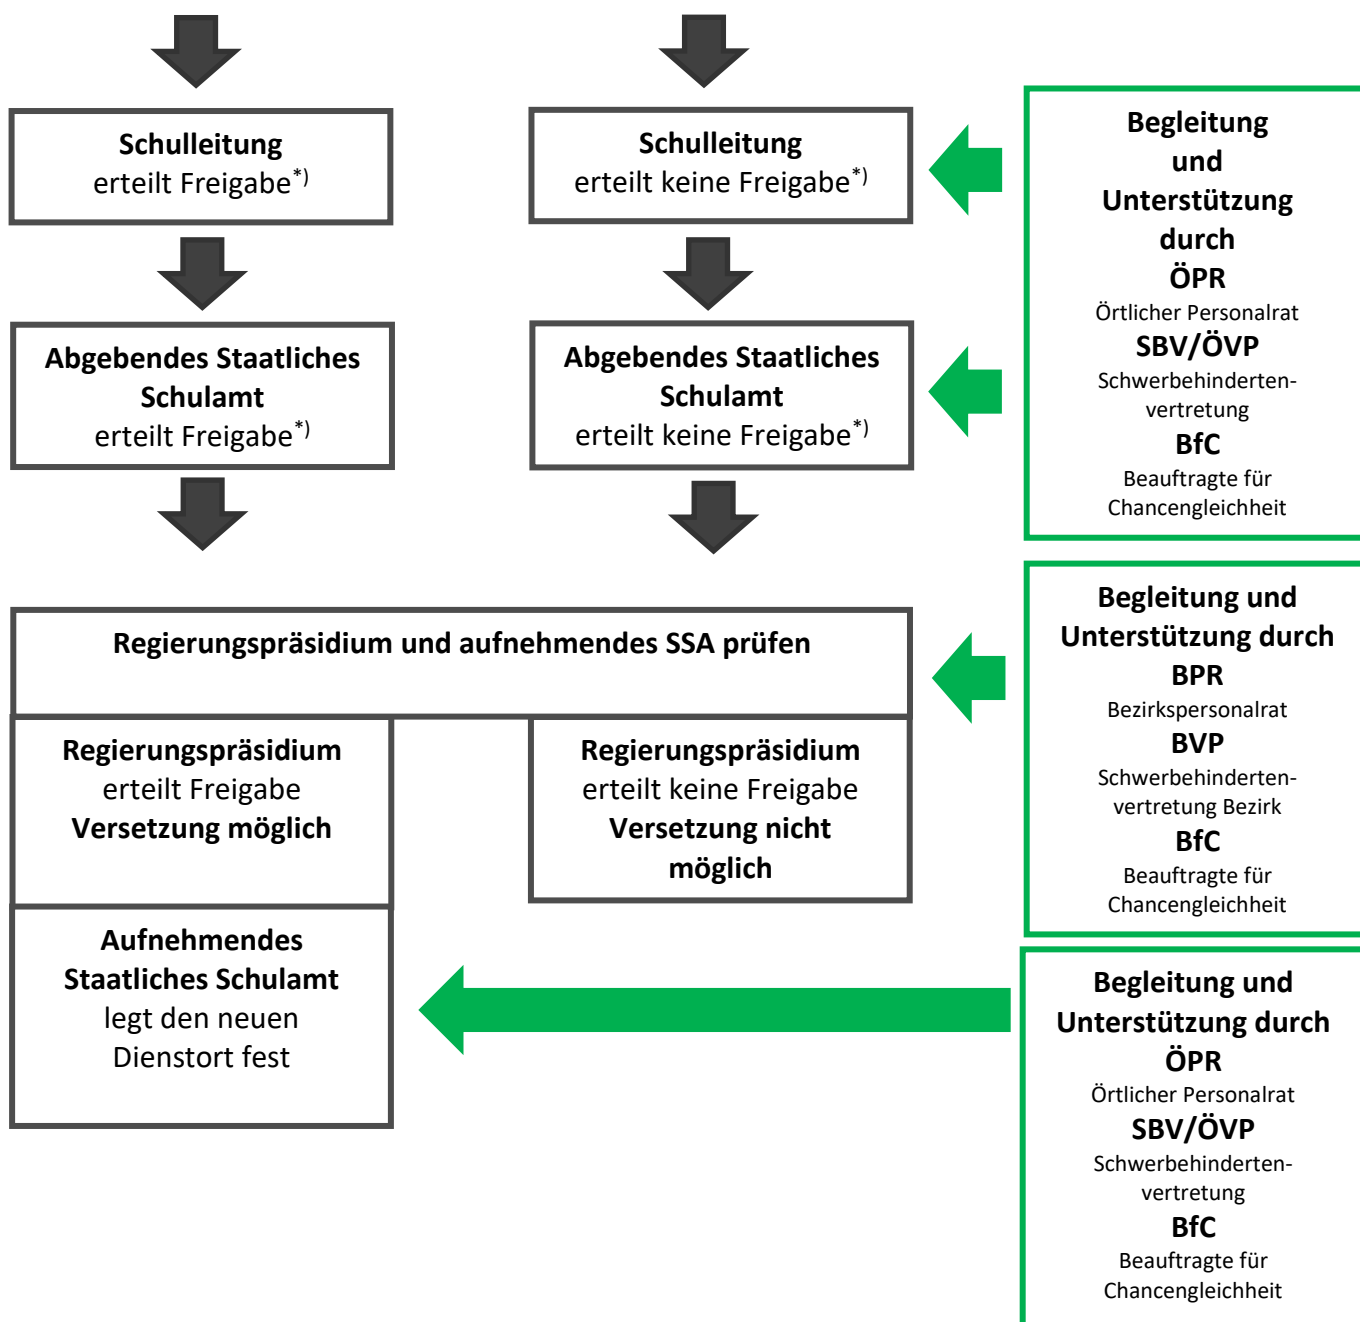 Schulleitung
erteilt Freigabe*)
Schulleitung
erteilt keine Freigabe*)
Abgebendes Staatliches
Schulamt
erteilt Freigabe*)
Abgebendes Staatliches
Schulamt
erteilt keine Freigabe*)
Begleitung
und
Unterstützung
durch
ÖPR
Örtlicher Personalrat
SBV/ÖVP
Schwerbehinderten-
vertretung
BfC
Beauftragte für
Chancengleichheit
Regierungspräsidium und aufnehmendes SSA prüfen
Regierungspräsidium
erteilt Freigabe
Versetzung möglich
Regierungspräsidium
erteilt keine Freigabe
Versetzung nicht
möglich
Begleitung und
Unterstützung durch
BPR
Bezirkspersonalrat
BVP
Schwerbehinderten-
vertretung Bezirk
BfC
Beauftragte für
Chancengleichheit
Aufnehmendes
Staatliches Schulamt
legt den neuen
Dienstort fest
Begleitung und
Unterstützung durch
ÖPR
Örtlicher Personalrat
SBV/ÖVP
Schwerbehinderten-
vertretung
BfC
Beauftragte für
Chancengleichheit